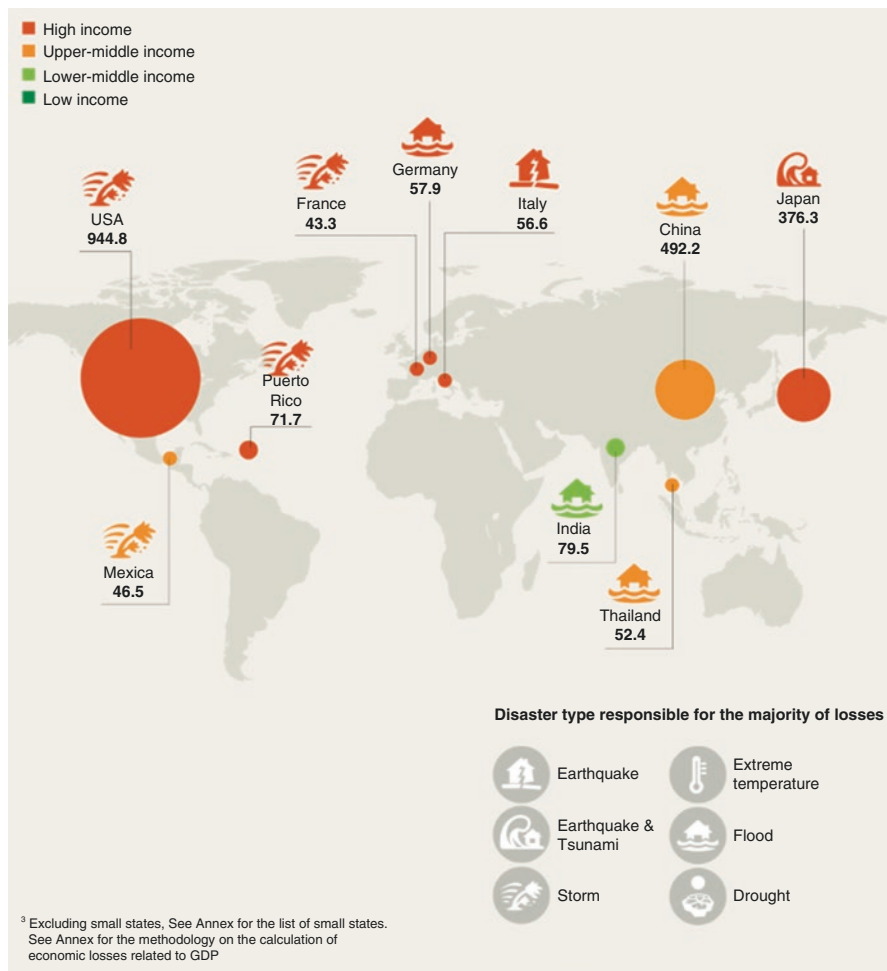 High income
Upper-middle income
Lower-middle income
Low income
USA
944.8
France
43.3
Germany
57.9
Italy
56.6
China
492.2
Japan
376.3
Puerto
Rico
71.7
Mexica
46.5
India
79.5
Thailand
52.4
Disaster type responsible for the majority of losses
Earthquake
Extreme
temperature
Earthquake &
Tsunami
Flood
Storm
Drought
3 Excluding small states, See Annex for the list of small states.
See Annex for the methodology on the calculation of
economic losses related to GDP